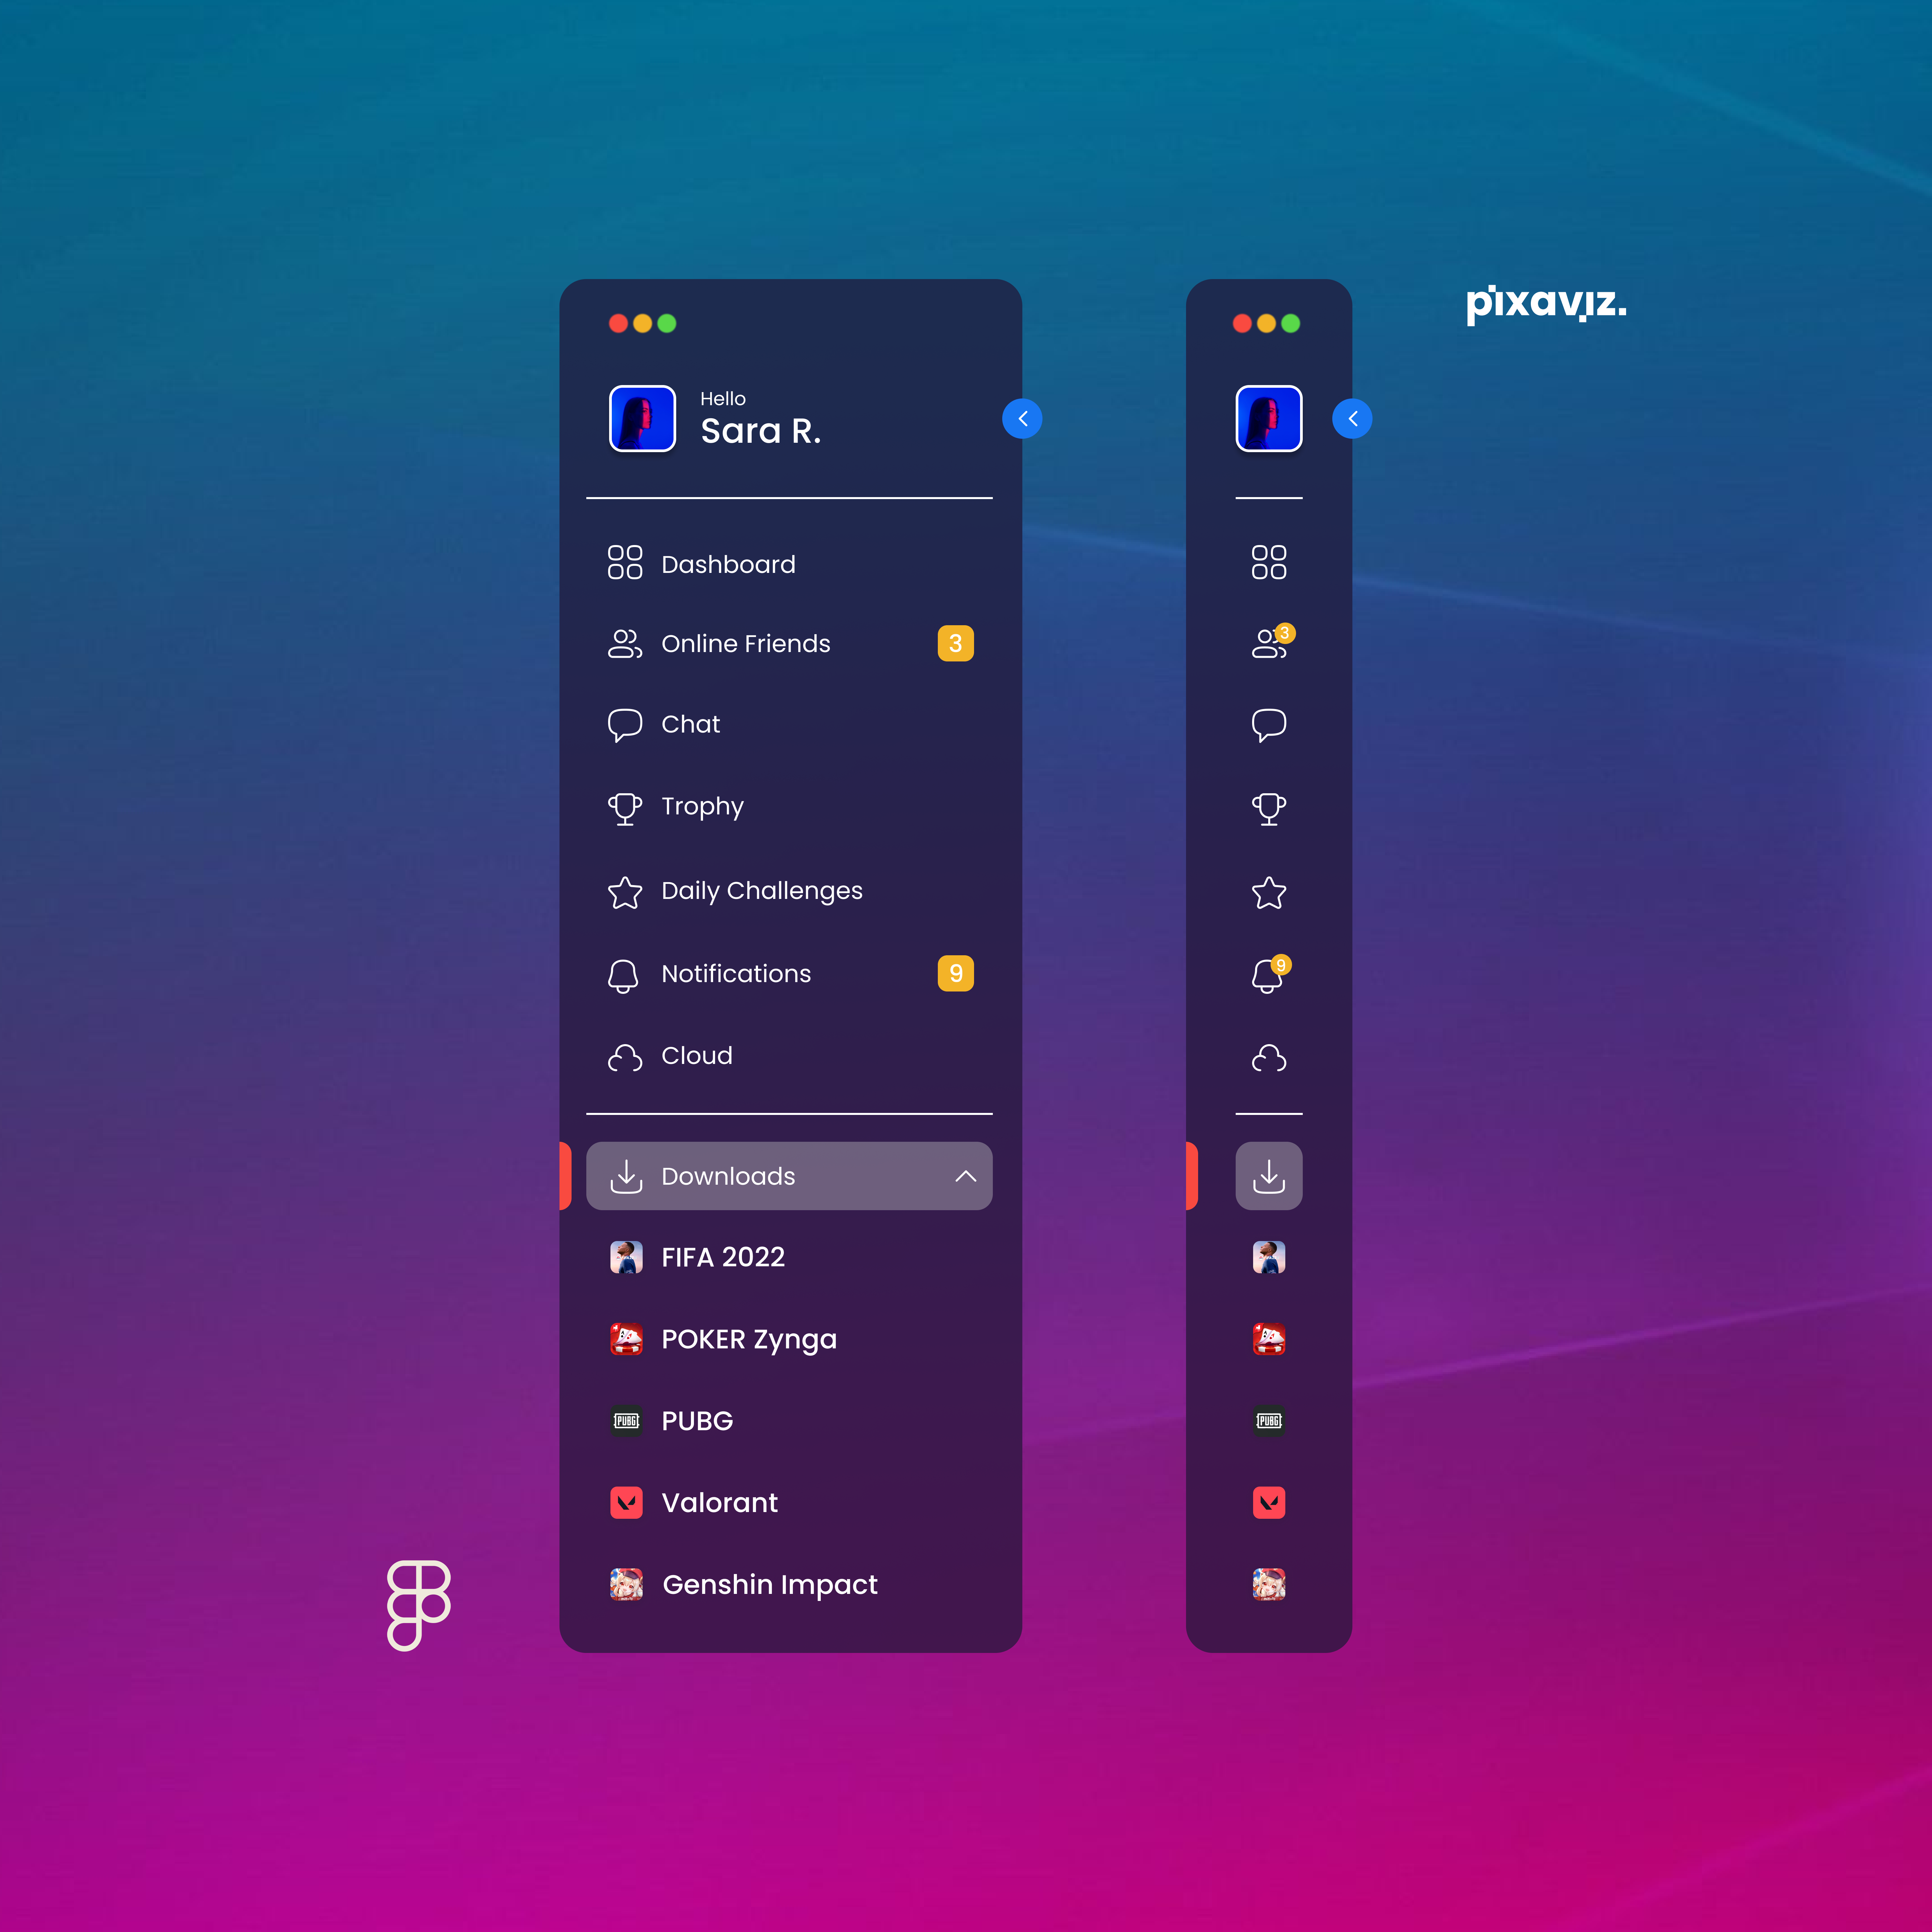 pixaviz.
Hello
Sara R.
Dashboard
Online Friends 3
Chat
Trophy
Daily Challenges
Notifications 9
Cloud
Downloads
FIFA 2022
POKER Zynga
PUBG PUBG
Valorant
Genshin Impact
3
9
PUBG